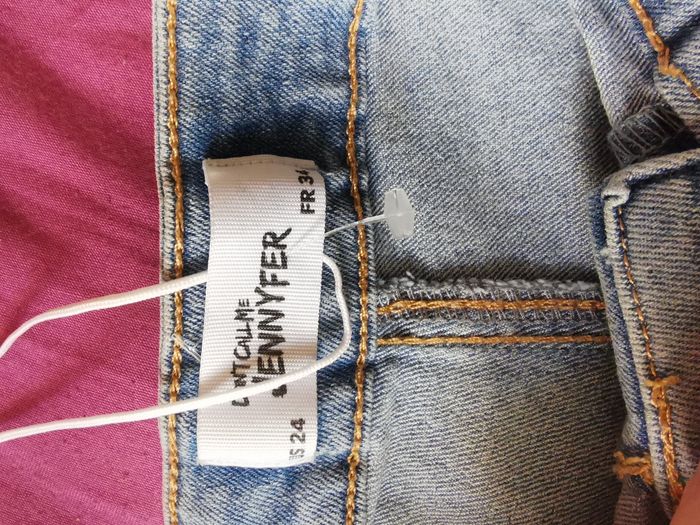 DON'T CALL ME
JENNYFER
US 24
FR 34